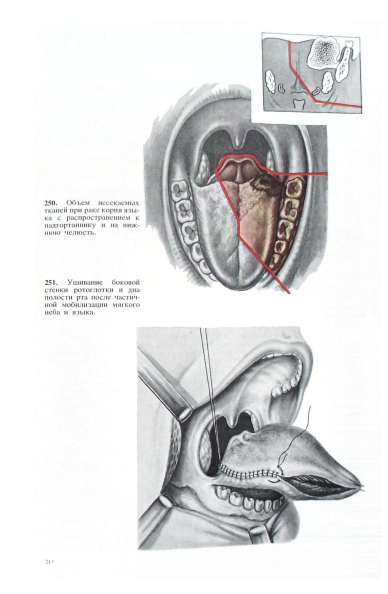 250. Объем иссекаемых
тканей при раке корня язы-
ка с распространением к
надгортаннику и на ниж-
нюю челюсть.
251. Ушивание боковой
стенки ротоглотки и дна
полости рта после частич-
ной мобилизации мягкого
неба и языка.
21*